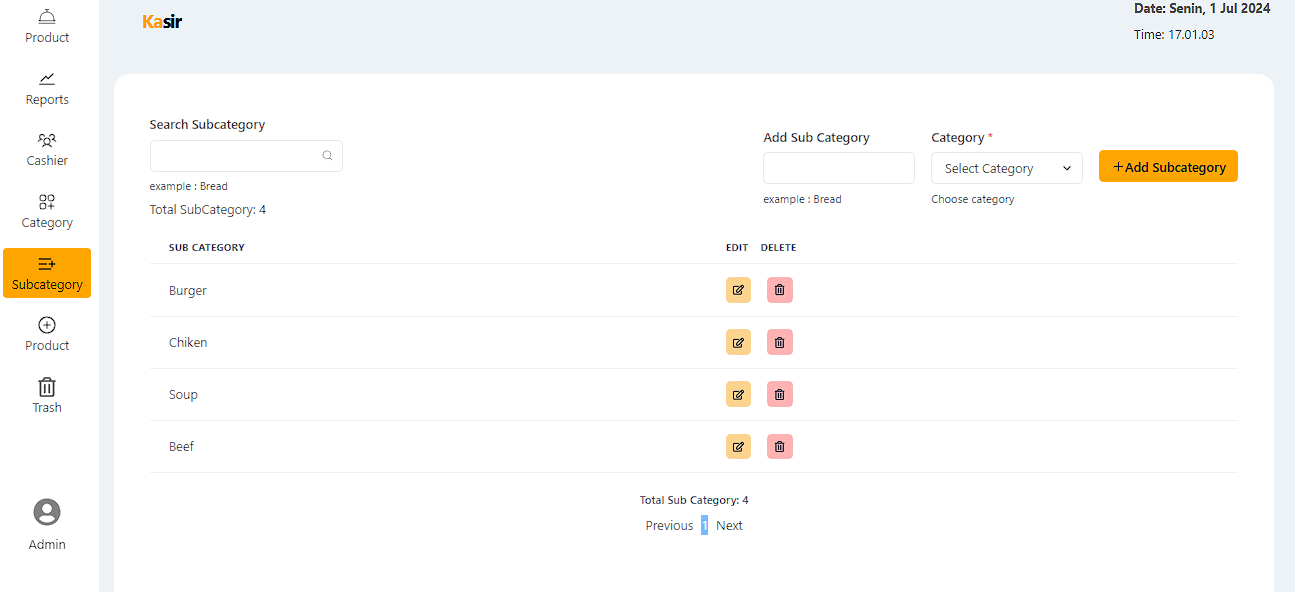 Product
Reports
Cashier
Category
Subcategory
Product
Trash
Admin
Kasir
Date: Senin, 1 Jul 2024
Time: 17.01.03
Search Subcategory
example : Bread
Total SubCategory: 4
Add Sub Category
example : Bread
Category *
Select Category
Choose category
+Add Subcategory
SUB CATEGORY EDIT DELETE
Burger
Chiken
Soup
Beef
Total Sub Category: 4
Previous 1 Next